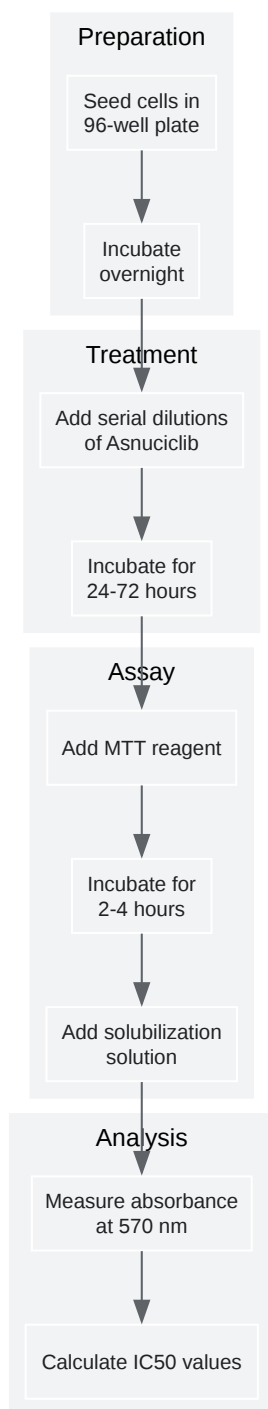 Preparation
Seed cells in
96-well plate
Incubate
overnight
Treatment
Add serial dilutions
of Asnuciclib
Incubate for
24-72 hours
Assay
Add MTT reagent
Incubate for
2-4 hours
Add solubilization
solution
Analysis
Measure absorbance
at 570 nm
Calculate IC50 values